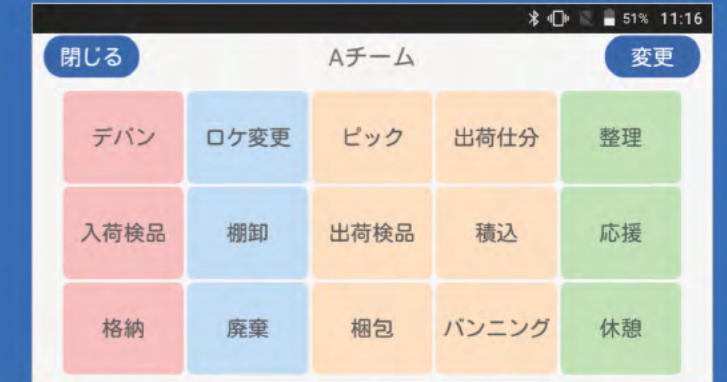 51% 11:16
閉じる Aチーム 変更
デバン ロケ変更 ピック 出荷仕分 整理
入荷検品 棚卸 出荷検品 積込 応援
格納 廃棄 梱包 バンニング 休憩